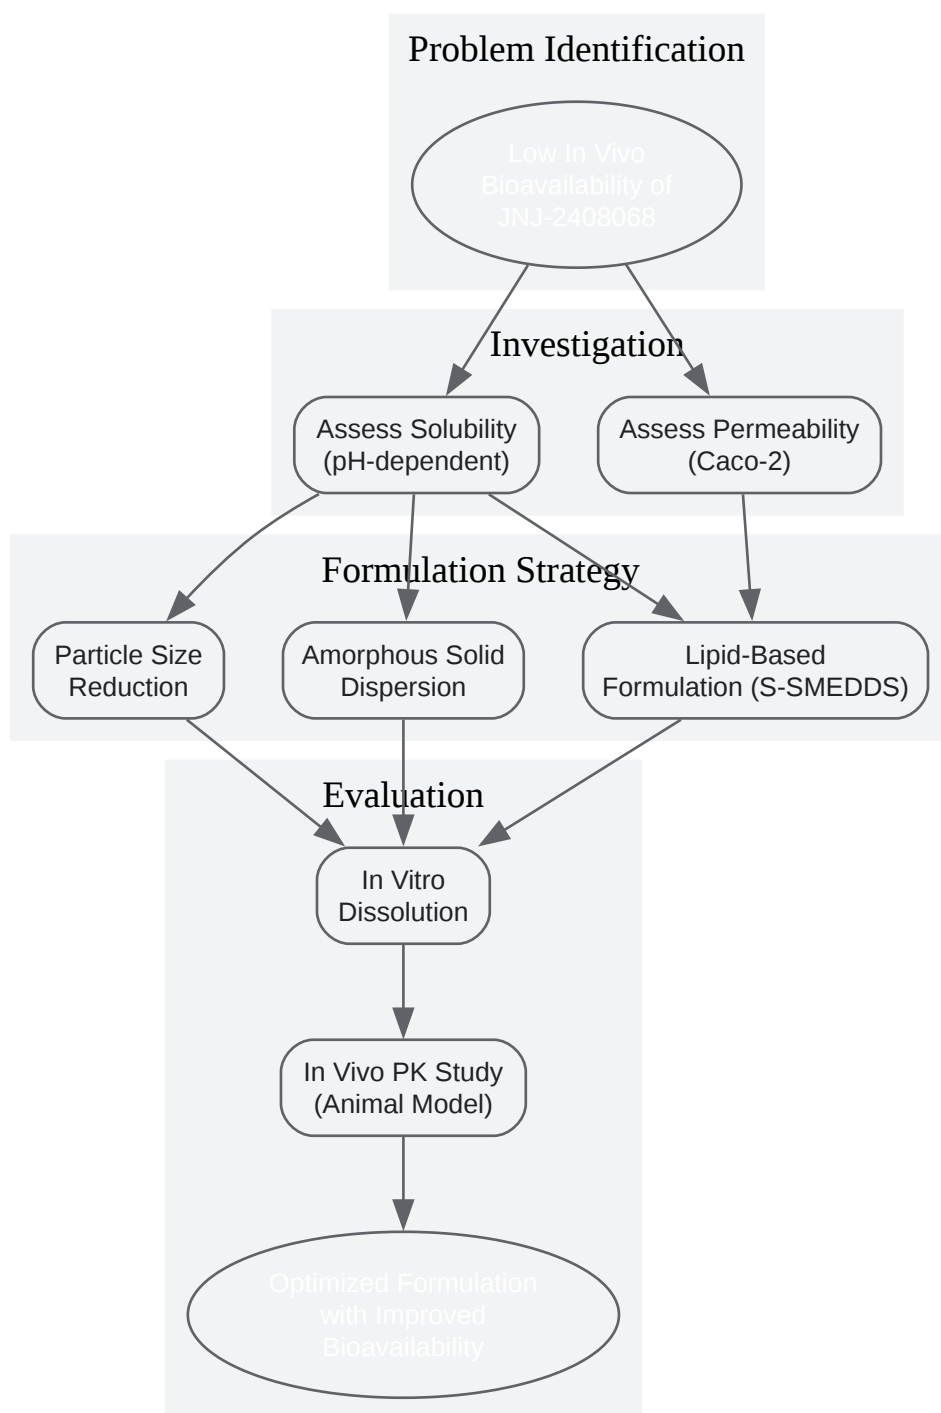 Problem Identification
Low In Vivo
Bioavailability of
JNJ-2408068
Investigation
Assess Solubility
(pH-dependent)
Assess Permeability
(Caco-2)
Formulation Strategy
Particle Size
Reduction
Amorphous Solid
Dispersion
Lipid-Based
Formulation (S-SMEDDS)
Evaluation
In Vitro
Dissolution
In Vivo PK Study
(Animal Model)
Optimized Formulation
with Improved
Bioavailability